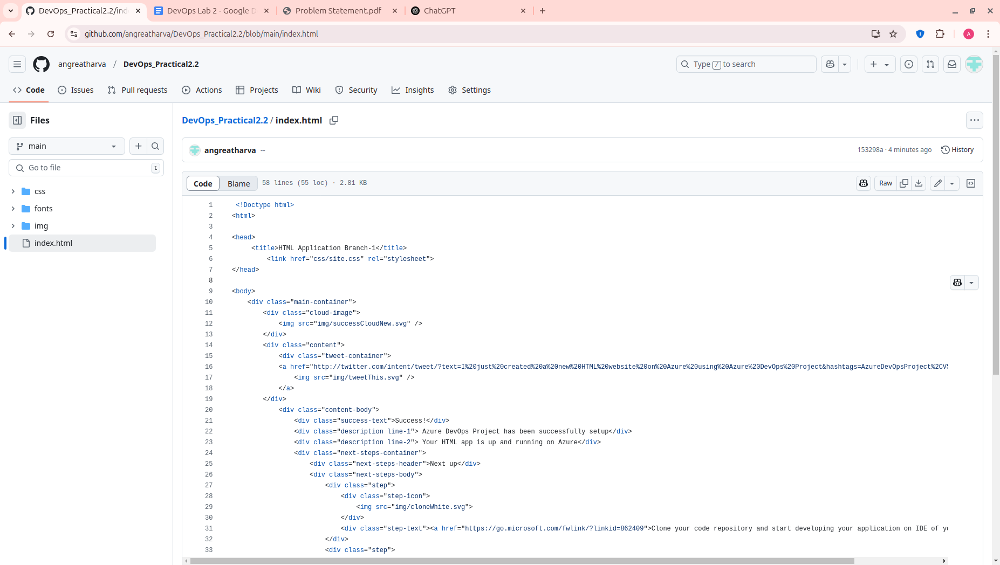 DevOps_Practical2.2/ind
DevOps Lab 2 - Google D
Problem Statement.pdf
ChatGPT
github.com/angreatharva/DevOps_Practical2.2/blob/main/index.html
A
angreatharva / DevOps_Practical2.2
Type / to search
Code
Issues
Pull requests
Actions
Projects
Wiki
Security
Insights
Settings
Files
main
Go to file
t
css
fonts
img
index.html
DevOps_Practical2.2 / index.html
angreatharva --
153298a · 4 minutes ago
History
Code
Blame
58 lines (55 loc) · 2.81 KB
Raw
1 <!Doctype html>
2 <html>
3
4 <head>
5 <title>HTML Application Branch-1</title>
6 <link href="css/site.css" rel="stylesheet">
7 </head>
8
9 <body>
10 <div class="main-container">
11 <div class="cloud-image">
12 <img src="img/successCloudNew.svg" />
13 </div>
14 <div class="content">
15 <div class="tweet-container">
16 <a href="http://twitter.com/intent/tweet/?text=I%20just%20created%20a%20new%20HTML%20website%20on%20Azure%20using%20Azure%20DevOps%20Project&hashtags=AzureDevOpsProject%2CVS
17 <img src="img/tweetThis.svg" />
18 </a>
19 </div>
20 <div class="content-body">
21 <div class="success-text">Success!</div>
22 <div class="description line-1"> Azure DevOps Project has been successfully setup</div>
23 <div class="description line-2"> Your HTML app is up and running on Azure</div>
24 <div class="next-steps-container">
25 <div class="next-steps-header">Next up</div>
26 <div class="next-steps-body">
27 <div class="step">
28 <div class="step-icon">
29 <img src="img/cloneWhite.svg">
30 </div>
31 <div class="step-text"><a href="https://go.microsoft.com/fwlink/?linkid=862409">Clone your code repository and start developing your application on IDE of yo
32 </div>
33 <div class="step">